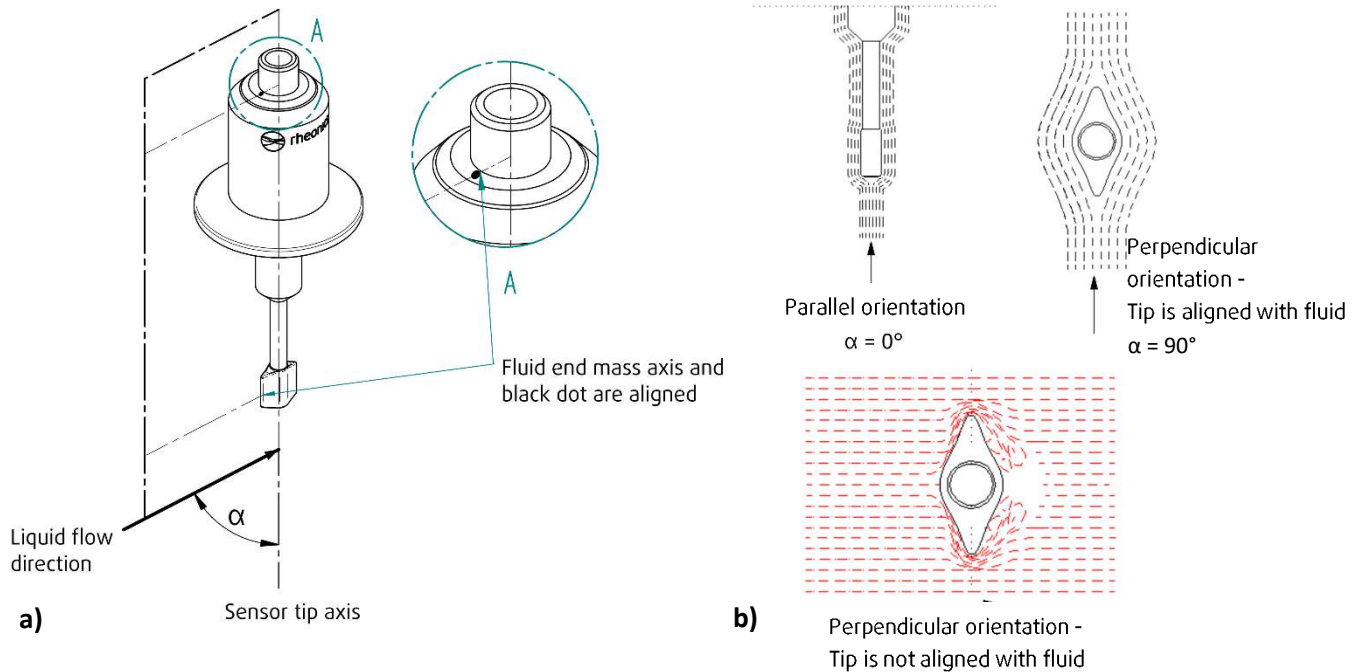 A
rheonics
A
Fluid end mass axis and
black dot are aligned
α
Liquid flow
direction
Sensor tip axis
a)
Parallel orientation
α = 0°
Perpendicular
orientation -
Tip is aligned with fluid
α = 90°
b)
Perpendicular orientation -
Tip is not aligned with fluid